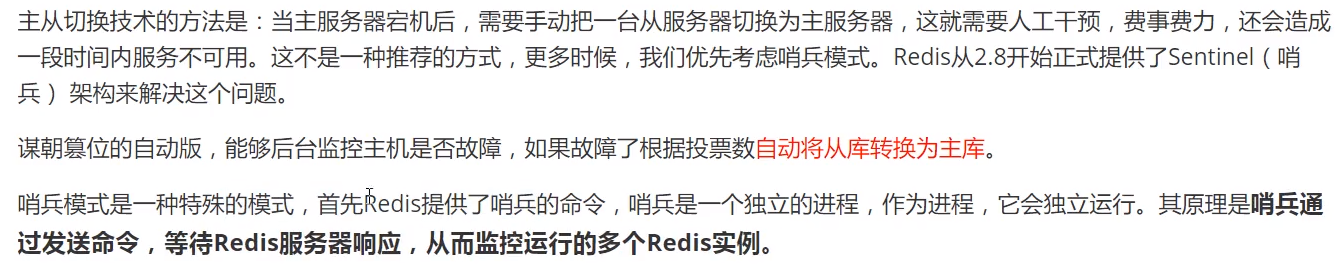 主从切换技术的方法是：当主服务器宕机后，需要手动把一台从服务器切换为主服务器，这就需要人工干预，费事费力，还会造成
一段时间内服务不可用。这不是一种推荐的方式，更多时候，我们优先考虑哨兵模式。Redis从2.8开始正式提供了Sentinel（哨
兵 ） 架构来解决这个问题。
谋朝篡位的自动版，能够后台监控主机是否故障，如果故障了根据投票数自动将从库转换为主库。
哨兵模式是一种特殊的模式，首先Redis提供了哨兵的命令，哨兵是一个独立的进程，作为进程，它会独立运行。其原理是哨兵通
过发送命令，等待Redis服务器响应，从而监控运行的多个Redis实例。